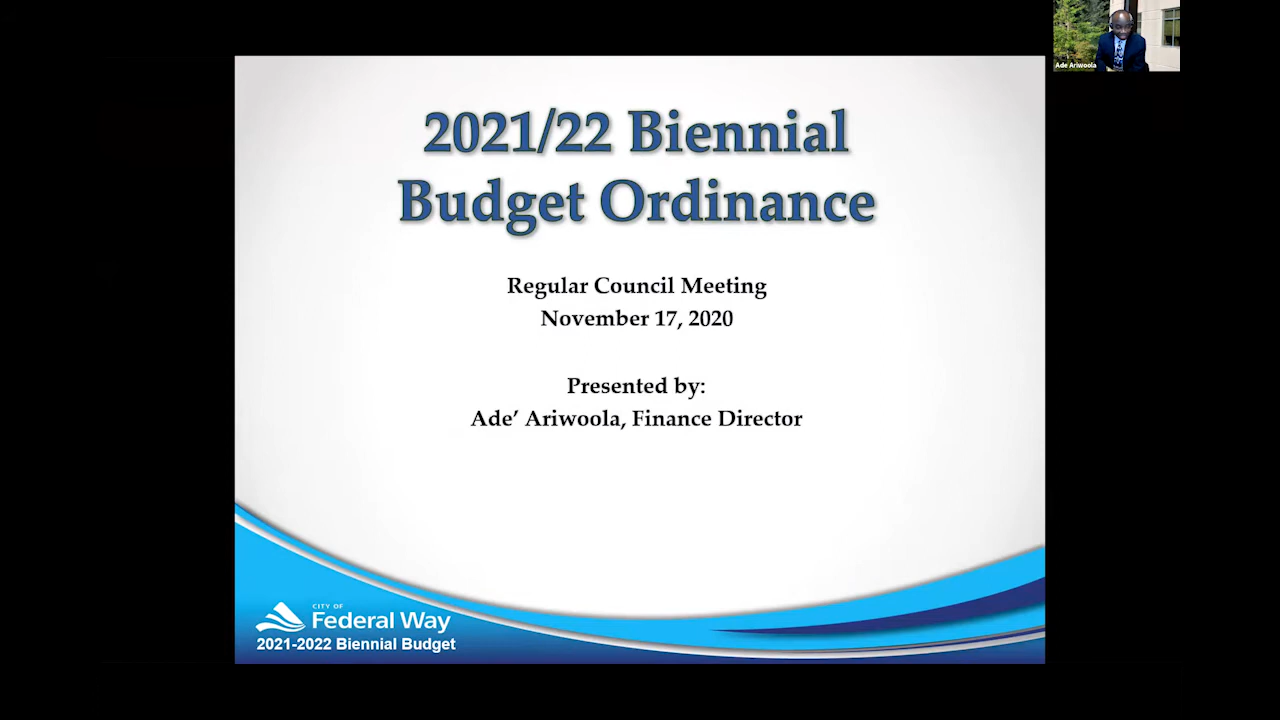 Ade Ariwoola
2021/22 Biennial
Budget Ordinance
Regular Council Meeting
November 17, 2020
Presented by:
Ade’ Ariwoola, Finance Director
CITY OF
Federal Way
2021-2022 Biennial Budget